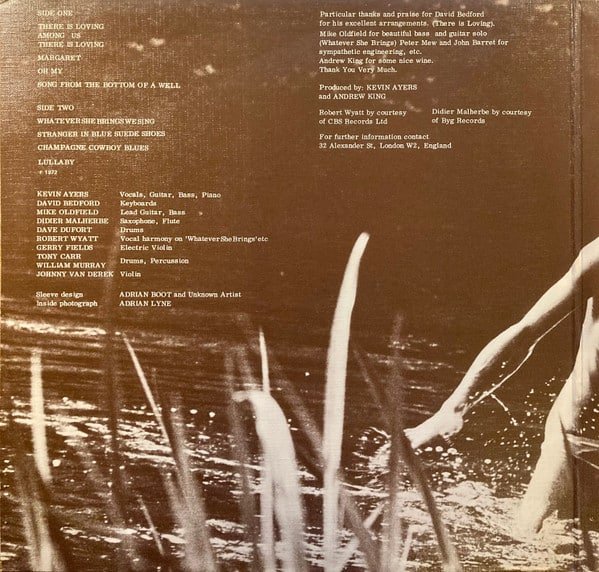 SIDE ONE
THERE IS LOVING
AMONG US
THERE IS LOVING
MARGARET
OH MY
SONG FROM THE BOTTOM OF A WELL
SIDE TWO
WHATEVERSHEBRINGSWESING
STRANGER IN BLUE SUEDE SHOES
CHAMPAGNE COWBOY BLUES
LULLABY
℗ 1972
KEVIN AYERS Vocals, Guitar, Bass, Piano
DAVID BEDFORD Keyboards
MIKE OLDFIELD Lead Guitar, Bass
DIDIER MALHERBE Saxophone, Flute
DAVE DUFORT Drums
ROBERT WYATT Vocal harmony on 'WhateverSheBrings'etc
GERRY FIELDS Electric Violin
TONY CARR
WILLIAM MURRAY Drums, Percussion
JOHNNY VAN DEREK Violin
Sleeve design ADRIAN BOOT and Unknown Artist
Inside photograph ADRIAN LYNE
Particular thanks and praise for David Bedford
for his excellent arrangements. (There is Loving).
Mike Oldfield for beautiful bass and guitar solo
(Whatever She Brings) Peter Mew and John Barret for
sympathetic engineering, etc.
Andrew King for some nice wine.
Thank You Very Much.
Produced by: KEVIN AYERS
and ANDREW KING
Robert Wyatt by courtesy
of CBS Records Ltd
Didier Malherbe by courtesy
of Byg Records
For further information contact
32 Alexander St, London W2, England